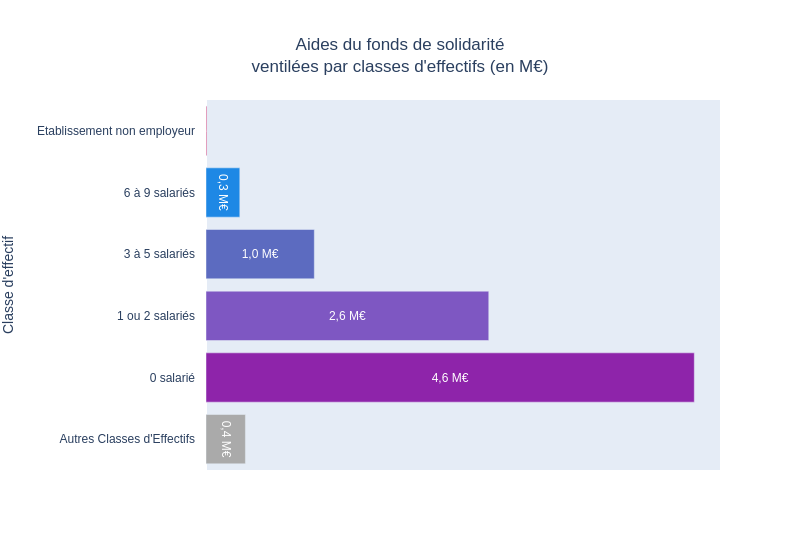 Aides du fonds de solidarité
ventilées par classes d'effectifs (en M€)
Classe d'effectif
Etablissement non employeur
6 à 9 salariés
0,3 M€
3 à 5 salariés
1,0 M€
1 ou 2 salariés
2,6 M€
0 salarié
4,6 M€
Autres Classes d'Effectifs
0,4 M€